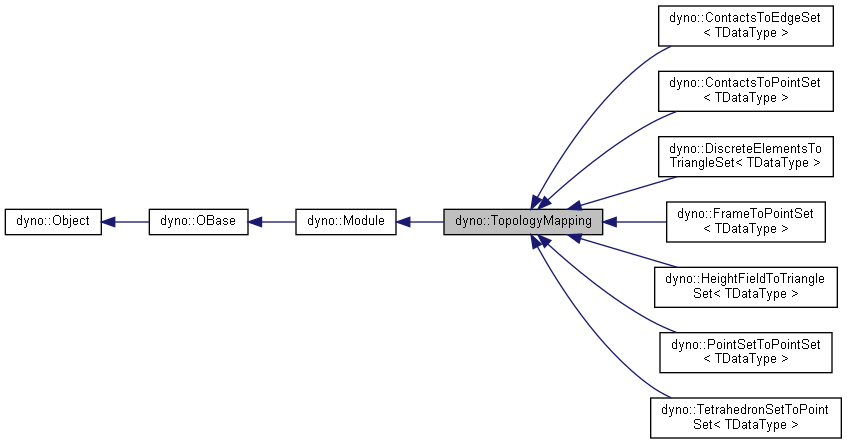 dyno::ContactsToEdgeSet
< TDataType >
dyno::ContactsToPointSet
< TDataType >
dyno::DiscreteElementsTo
TriangleSet< TDataType >
dyno::Object
dyno::OBase
dyno::Module
dyno::TopologyMapping
dyno::FrameToPointSet
< TDataType >
dyno::HeightFieldToTriangle
Set< TDataType >
dyno::PointSetToPointSet
< TDataType >
dyno::TetrahedronSetToPoint
Set< TDataType >